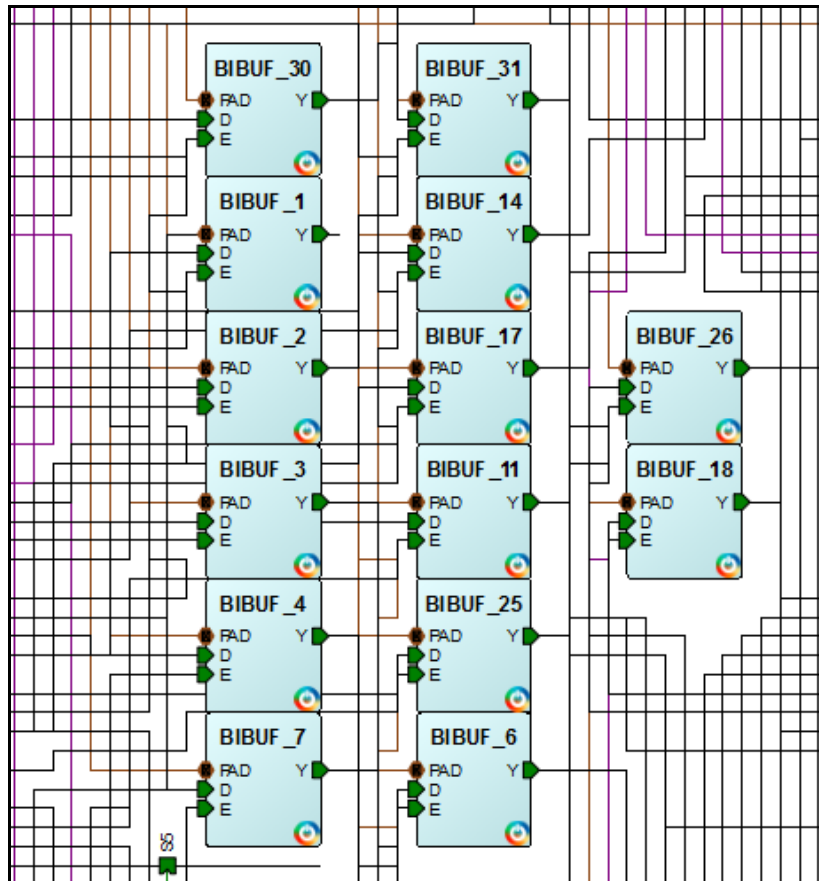 BIBUF_30
PAD Y
D
E
BIBUF_1
PAD Y
D
E
BIBUF_2
PAD Y
D
E
BIBUF_3
PAD Y
D
E
BIBUF_4
PAD Y
D
E
BIBUF_7
PAD Y
D
E
S5
BIBUF_31
PAD Y
D
E
BIBUF_14
PAD Y
D
E
BIBUF_17
PAD Y
D
E
BIBUF_11
PAD Y
D
E
BIBUF_25
PAD Y
D
E
BIBUF_6
PAD Y
D
E
BIBUF_26
PAD Y
D
E
BIBUF_18
PAD Y
D
E